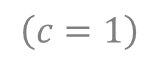 (c = 1)